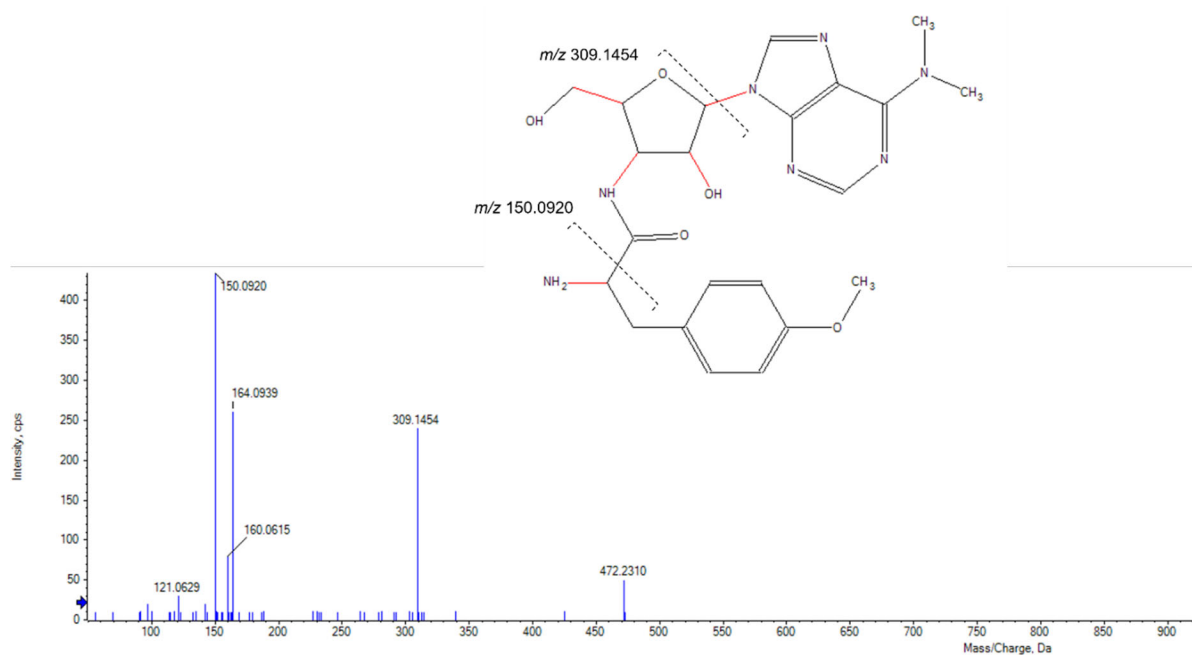 m/z 309.1454
O
N
N
CH₃
N
CH₃
OH
N
N
N
NH
OH
m/z 150.0920
O
NH₂
CH₃
O
Intensity, cps
400
350
300
250
200
150
100
50
0
150.0920
164.0939
309.1454
160.0615
121.0629
472.2310
100 150 200 250 300 350 400 450 500 550 600 650 700 750 800 850 900
Mass/Charge, Da